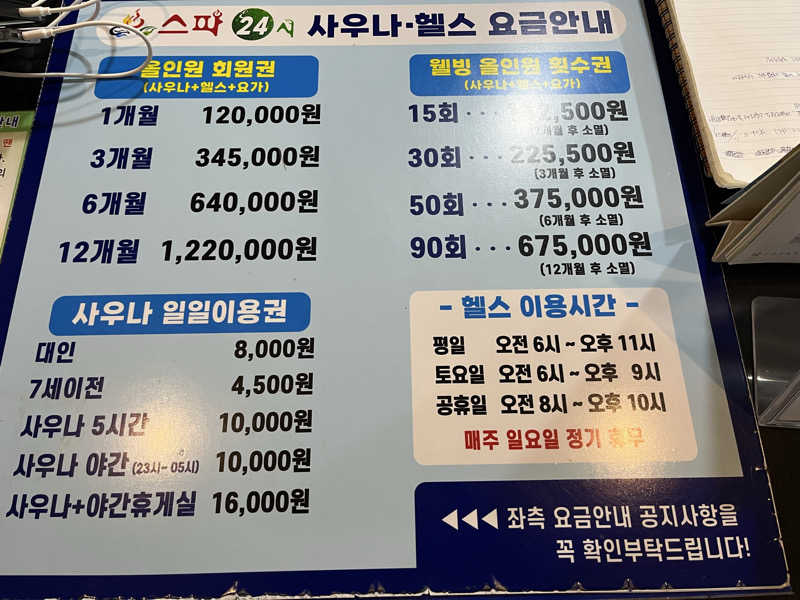 스파 24시 사우나·헬스 요금안내
올인원 회원권
(사우나+헬스+요가)
1개월 120,000원
3개월 345,000원
6개월 640,000원
12개월 1,220,000원
웰빙 올인원 횟수권
(사우나+헬스+요가)
15회 ··· ,500원
개월 후 소멸)
30회 ··· 225,500원
(3개월 후 소멸)
50회 ··· 375,000원
(6개월 후 소멸)
90회 ··· 675,000원
(12개월 후 소멸)
사우나 일일이용권
대인 8,000원
7세이전 4,500원
사우나 5시간 10,000원
사우나 야간 (23시~05시) 10,000원
사우나+야간휴게실 16,000원
- 헬스 이용시간 -
평일 오전 6시 ~ 오후 11시
토요일 오전 6시 ~ 오후 9시
공휴일 오전 8시 ~ 오후 10시
매주 일요일 정기 휴무
◀◀◀ 좌측 요금안내 공지사항을
꼭 확인부탁드립니다!